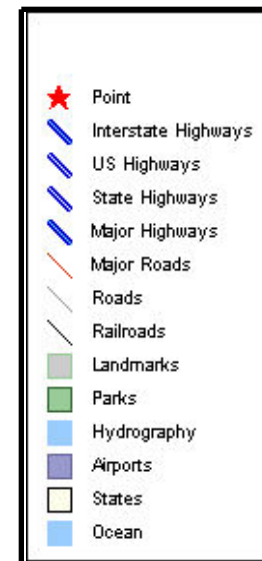 Point
Interstate Highways
US Highways
State Highways
Major Highways
Major Roads
Roads
Railroads
Landmarks
Parks
Hydrography
Airports
States
Ocean